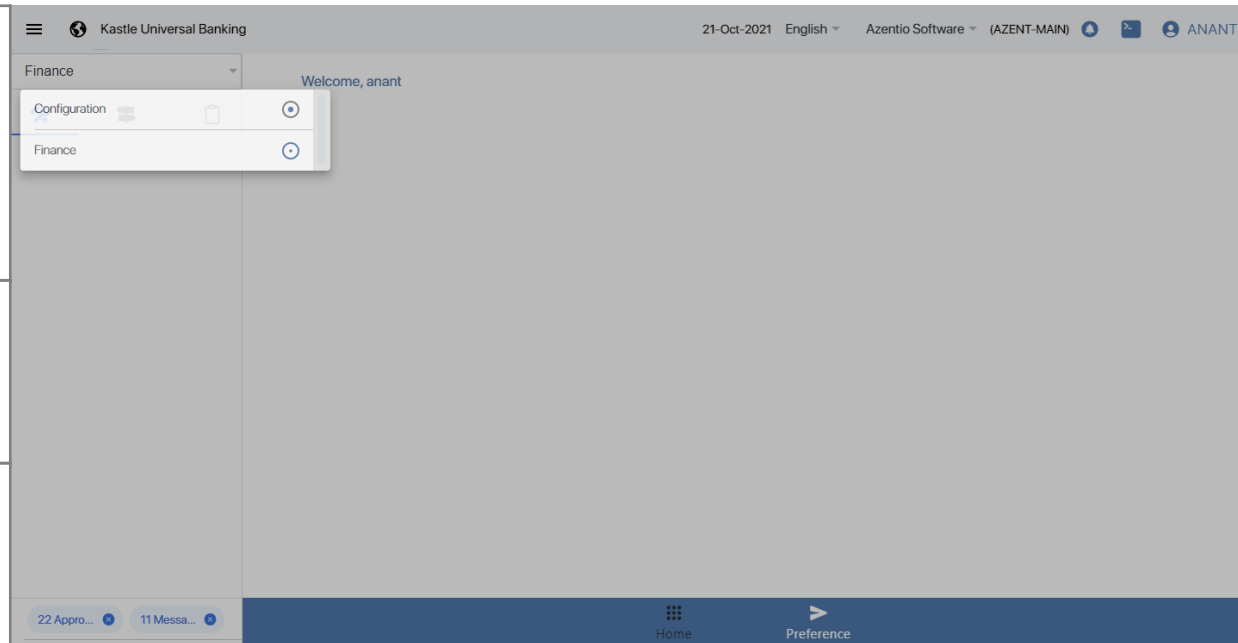 Kastle Universal Banking
21-Oct-2021 English Azentio Software (AZENT-MAIN) ANANT
Finance
Welcome, anant
Configuration
Finance
22 Appro... 11 Messa...
Home Preference